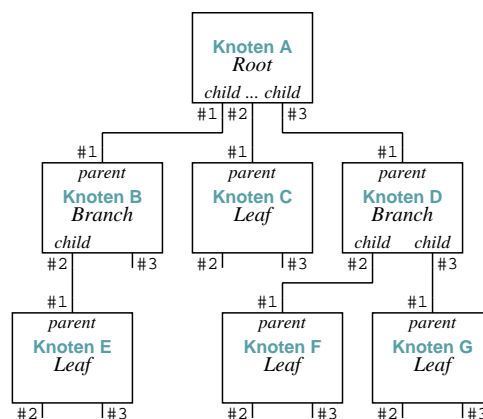 Knoten A
Root
child ... child
#1 #2 #3
#1 #1 #1
parent parent parent
Knoten B Knoten C Knoten D
Branch Leaf Branch
child child child
#2 #3 #2 #3 #2 #3
#1 #1 #1
parent parent parent
Knoten E Knoten F Knoten G
Leaf Leaf Leaf
#2 #3 #2 #3 #2 #3